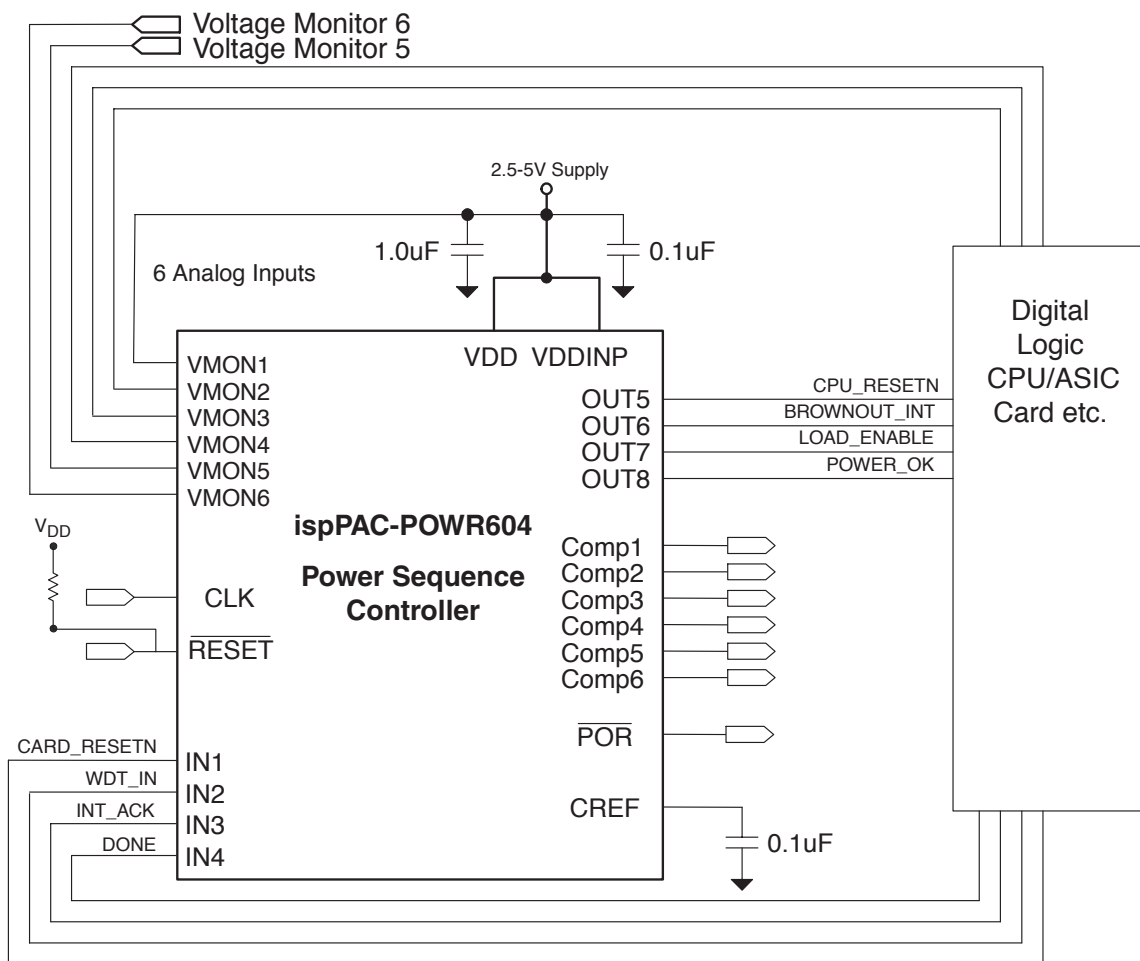 Voltage Monitor 6
Voltage Monitor 5
2.5-5V Supply
1.0uF
0.1uF
6 Analog Inputs
VDD
VDDINP
VMON1
VMON2
VMON3
VMON4
VMON5
VMON6
OUT5
OUT6
OUT7
OUT8
CPU_RESETN
BROWNOUT_INT
LOAD_ENABLE
POWER_OK
Digital
Logic
CPU/ASIC
Card etc.
ispPAC-POWR604
Power Sequence
Controller
VDD
CLK
RESET
Comp1
Comp2
Comp3
Comp4
Comp5
Comp6
POR
CARD_RESETN
WDT_IN
INT_ACK
DONE
IN1
IN2
IN3
IN4
CREF
0.1uF